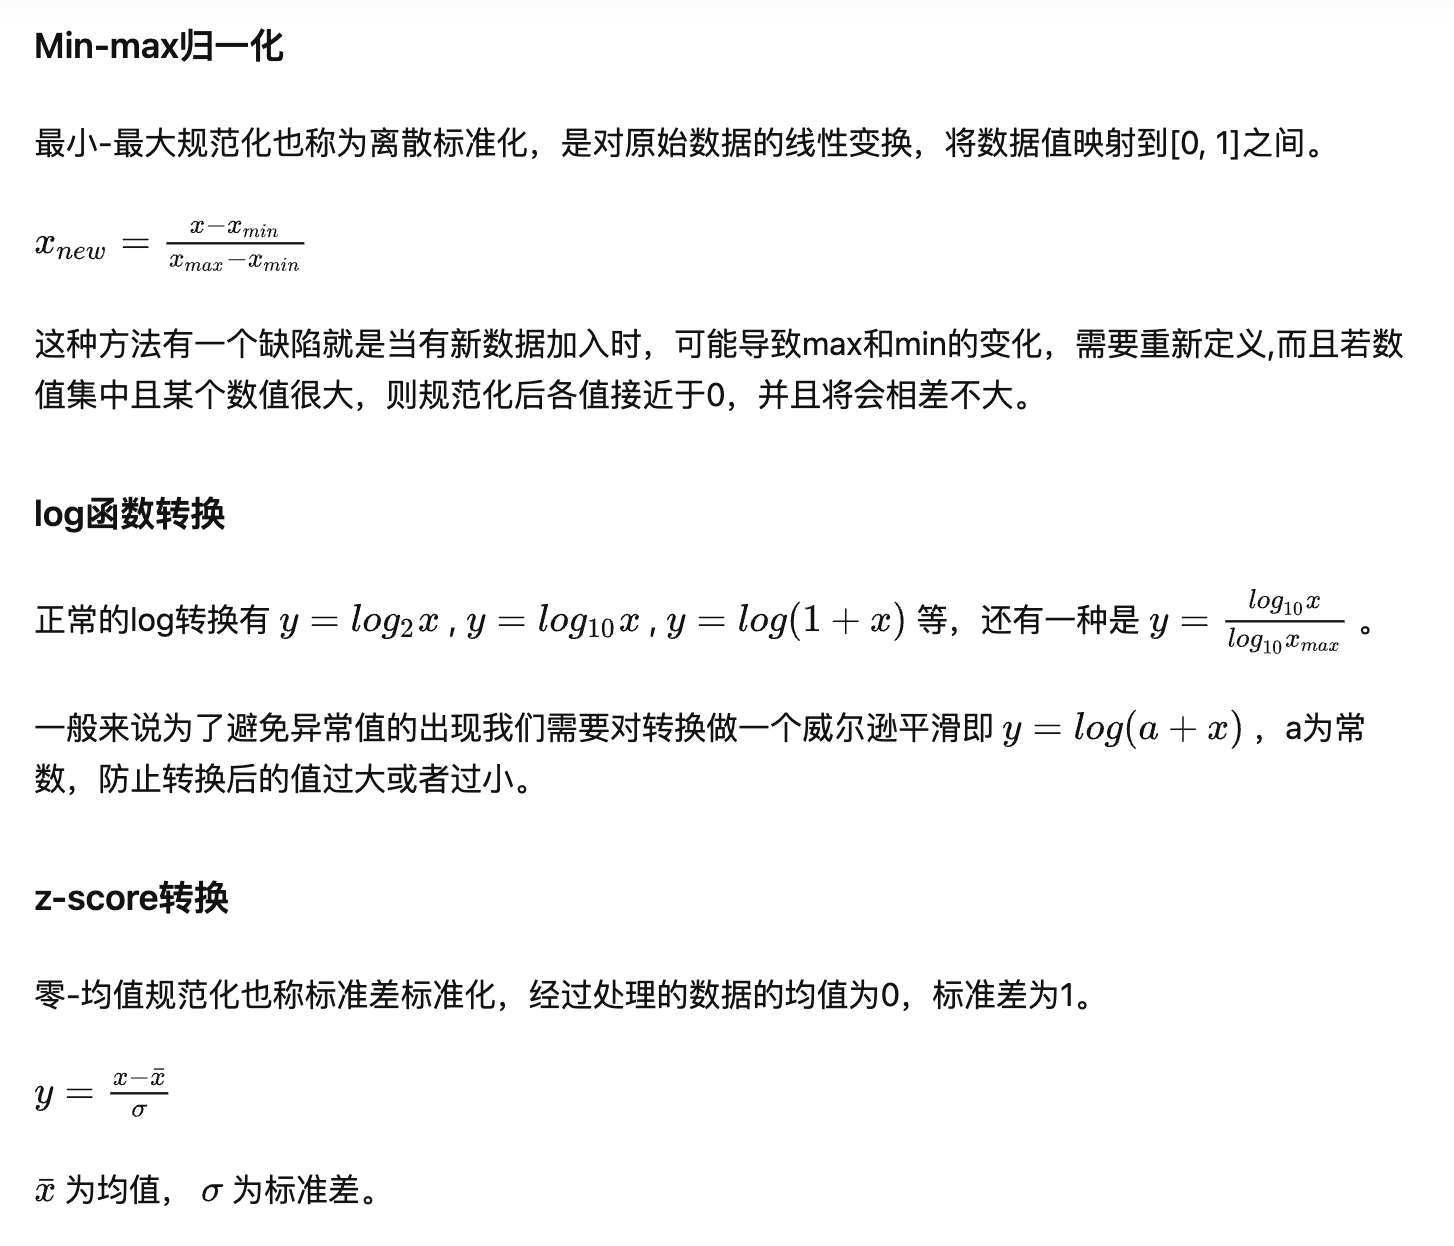 Min-max归一化
最小-最大规范化也称为离散标准化，是对原始数据的线性变换，将数据值映射到[0, 1]之间。
x_{new} = \frac{x-x_{min}}{x_{max}-x_{min}}
这种方法有一个缺陷就是当有新数据加入时，可能导致max和min的变化，需要重新定义,而且若数
值集中且某个数值很大，则规范化后各值接近于0，并且将会相差不大。
log函数转换
正常的log转换有 y = log_2 x , y = log_{10} x , y = log(1 + x) 等，还有一种是 y = \frac{log_{10}x}{log_{10}x_{max}} 。
一般来说为了避免异常值的出现我们需要对转换做一个威尔逊平滑即 y = log(a + x) ，a为常
数，防止转换后的值过大或者过小。
z-score转换
零-均值规范化也称标准差标准化，经过处理的数据的均值为0，标准差为1。
y = \frac{x-\bar{x}}{σ}
\bar{x} 为均值， σ 为标准差。